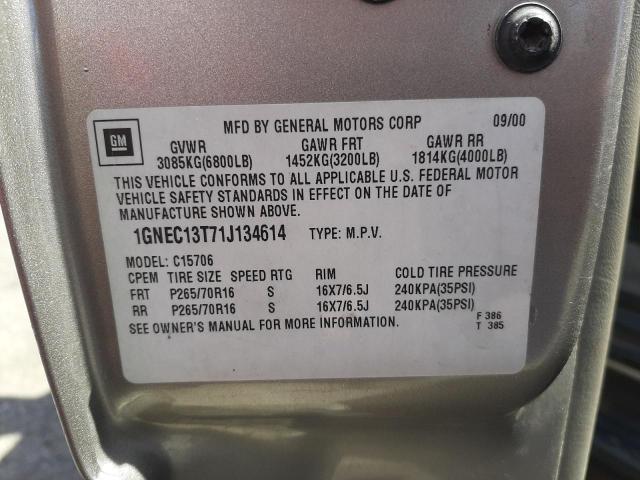 MFD BY GENERAL MOTORS CORP 09/00
GM
GVWR GAWR FRT GAWR RR
3085KG(6800LB) 1452KG(3200LB) 1814KG(4000LB)
THIS VEHICLE CONFORMS TO ALL APPLICABLE U.S. FEDERAL MOTOR
VEHICLE SAFETY STANDARDS IN EFFECT ON THE DATE OF
MANUFACTURE SHOWN ABOVE.
1GNEC13T71J134614 TYPE: M.P.V.
MODEL: C15706
CPEM TIRE SIZE SPEED RTG RIM COLD TIRE PRESSURE
FRT P265/70R16 S 16X7/6.5J 240KPA(35PSI)
RR P265/70R16 S 16X7/6.5J 240KPA(35PSI)
SEE OWNER'S MANUAL FOR MORE INFORMATION.
F 386
T 385